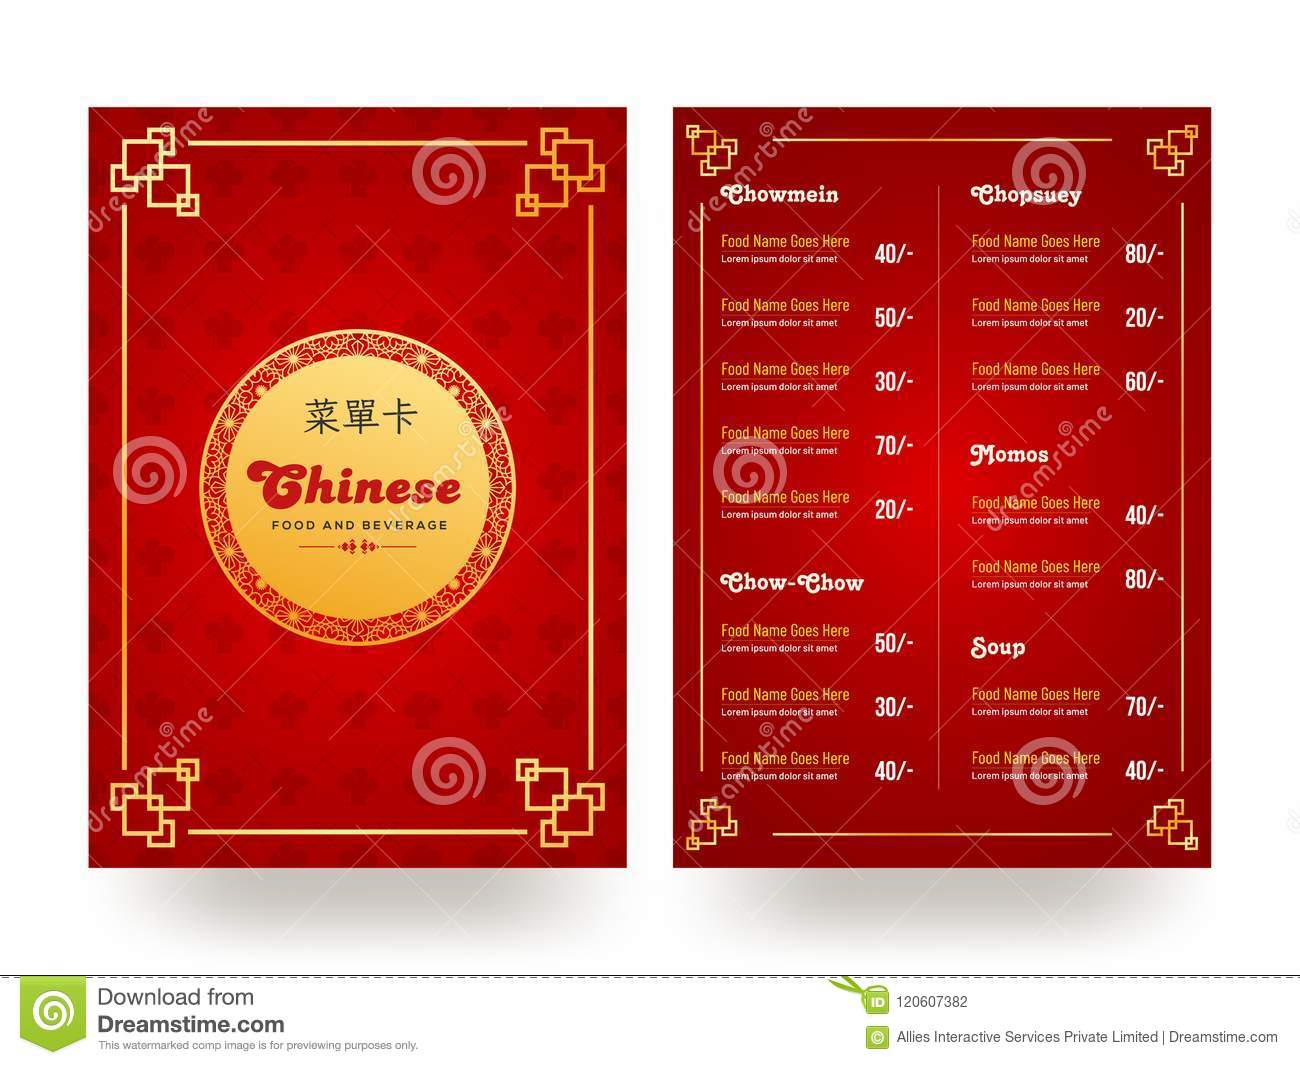 菜單卡
Chinese
FOOD AND BEVERAGE
Chowmein
Food Name Goes Here
Lorem ipsum dolor sit amet
40/-
Food Name Goes Here
Lorem ipsum dolor sit amet
50/-
Food Name Goes Here
Lorem ipsum dolor sit amet
30/-
Food Name Goes Here
Lorem ipsum dolor sit amet
70/-
Food Name Goes Here
Lorem ipsum dolor sit amet
20/-
Chow-Chow
Food Name Goes Here
Lorem ipsum dolor sit amet
50/-
Food Name Goes Here
Lorem ipsum dolor sit amet
30/-
Food Name Goes Here
Lorem ipsum dolor sit amet
40/-
Chopsuey
Food Name Goes Here
Lorem ipsum dolor sit amet
80/-
Food Name Goes Here
Lorem ipsum dolor sit amet
20/-
Food Name Goes Here
Lorem ipsum dolor sit amet
60/-
Momos
Food Name Goes Here
Lorem ipsum dolor sit amet
40/-
Food Name Goes Here
Lorem ipsum dolor sit amet
80/-
Soup
Food Name Goes Here
Lorem ipsum dolor sit amet
70/-
Food Name Goes Here
Lorem ipsum dolor sit amet
40/-
Download from
Dreamstime.com
This watermarked comp image is for previewing purposes only.
ID 120607382
© Allies Interactive Services Private Limited | Dreamstime.com